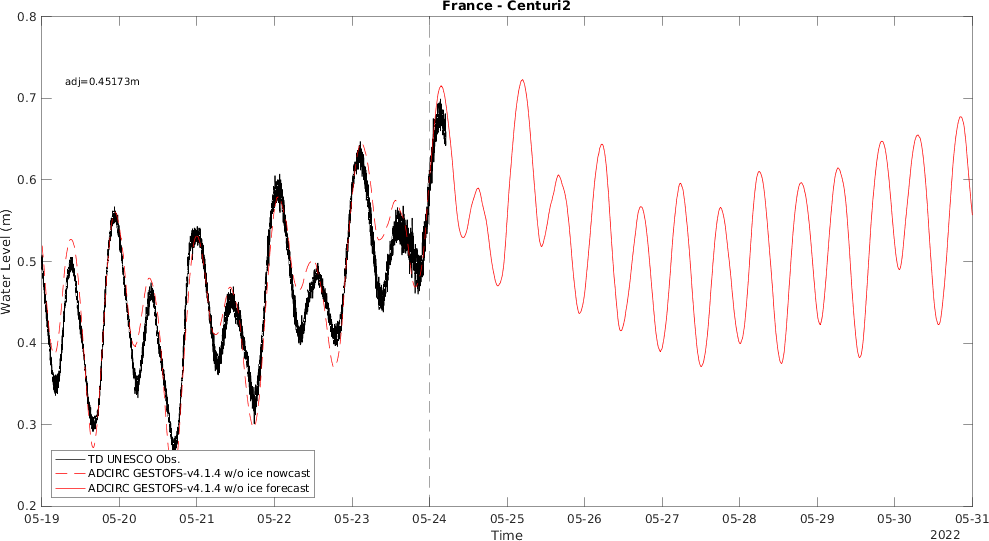 France - Centuri2
adj=0.45173m
Water Level (m)
0.8
0.7
0.6
0.5
0.4
0.3
0.2
TD UNESCO Obs.
ADCIRC GESTOFS-v4.1.4 w/o ice nowcast
ADCIRC GESTOFS-v4.1.4 w/o ice forecast
05-19 05-20 05-21 05-22 05-23 05-24 05-25 05-26 05-27 05-28 05-29 05-30 05-31
Time
2022